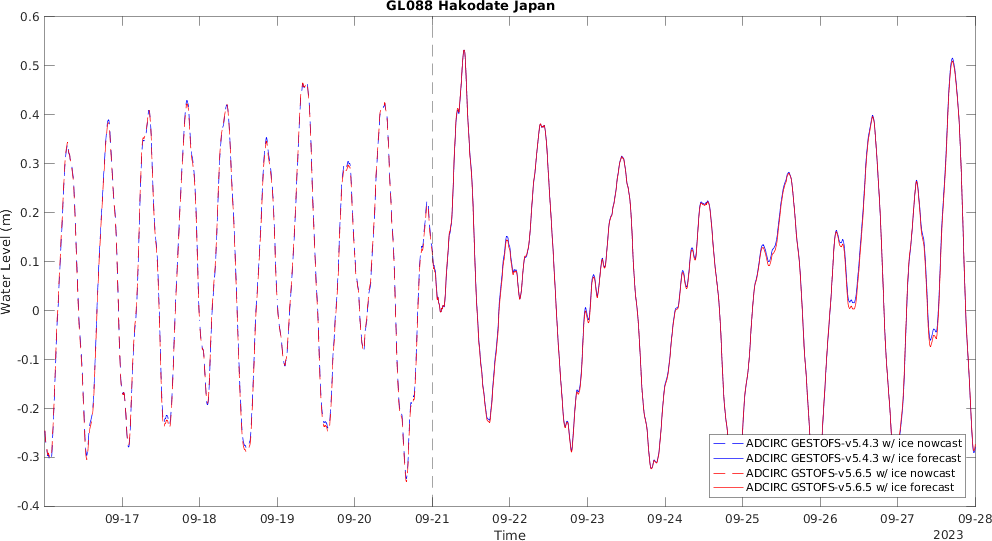 GL088 Hakodate Japan
0.6
0.5
0.4
0.3
0.2
0.1
0
-0.1
-0.2
-0.3
-0.4
Water Level (m)
ADCIRC GESTOFS-v5.4.3 w/ ice nowcast
ADCIRC GESTOFS-v5.4.3 w/ ice forecast
ADCIRC GSTOFS-v5.6.5 w/ ice nowcast
ADCIRC GSTOFS-v5.6.5 w/ ice forecast
09-17 09-18 09-19 09-20 09-21 09-22 09-23 09-24 09-25 09-26 09-27 09-28
Time
2023